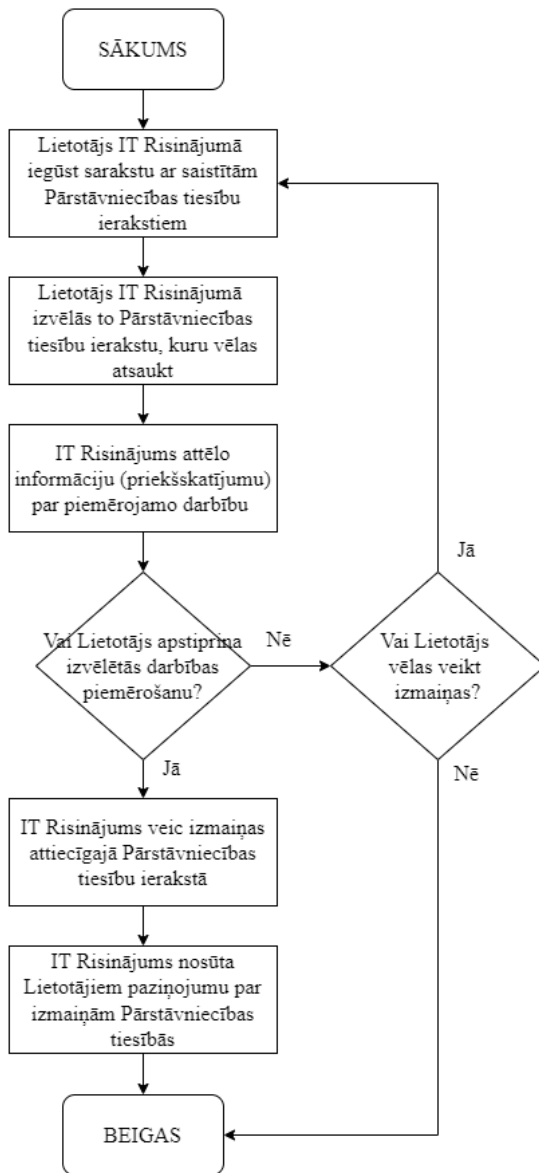 SĀKUMS
Lietotājs IT Risinājumā
iegūst sarakstu ar saistītām
Pārstāvniecības tiesību
ierakstiem
Lietotājs IT Risinājumā
izvēlās to Pārstāvniecības
tiesību ierakstu, kuru vēlas
atsaukt
IT Risinājums attēlo
informāciju (priekšskatījumu)
par piemērojamo darbību
Jā
Vai Lietotājs apstiprina
izvēlētās darbības
piemērošanu?
Nē
Vai Lietotājs
vēlas veikt
izmaiņas?
Jā
Nē
IT Risinājums veic izmaiņas
attiecīgajā Pārstāvniecības
tiesību ierakstā
IT Risinājums nosūta
Lietotājiem paziņojumu par
izmaiņām Pārstāvniecības
tiesībās
BEIGAS